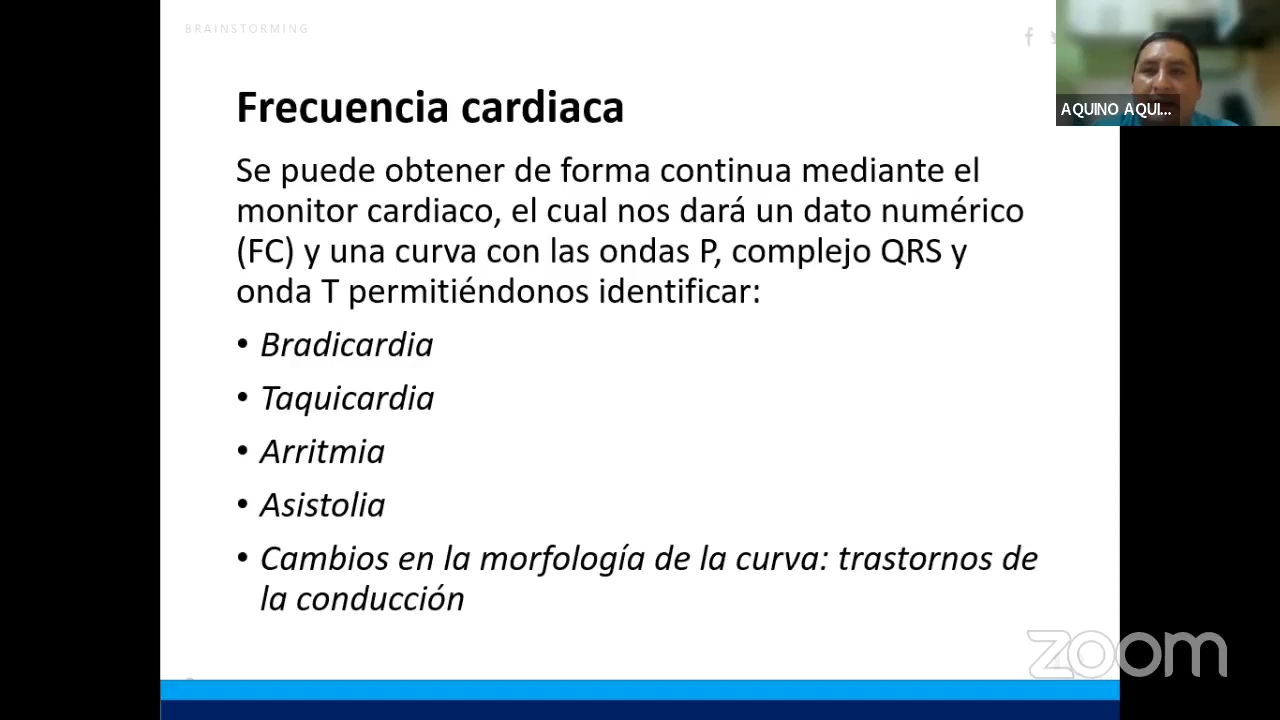 BRAINSTORMING
AQUINO AQUI...
Frecuencia cardiaca
Se puede obtener de forma continua mediante el
monitor cardiaco, el cual nos dará un dato numérico
(FC) y una curva con las ondas P, complejo QRS y
onda T permitiéndonos identificar:
• Bradicardia
• Taquicardia
• Arritmia
• Asistolia
• Cambios en la morfología de la curva: trastornos de
la conducción
zoom